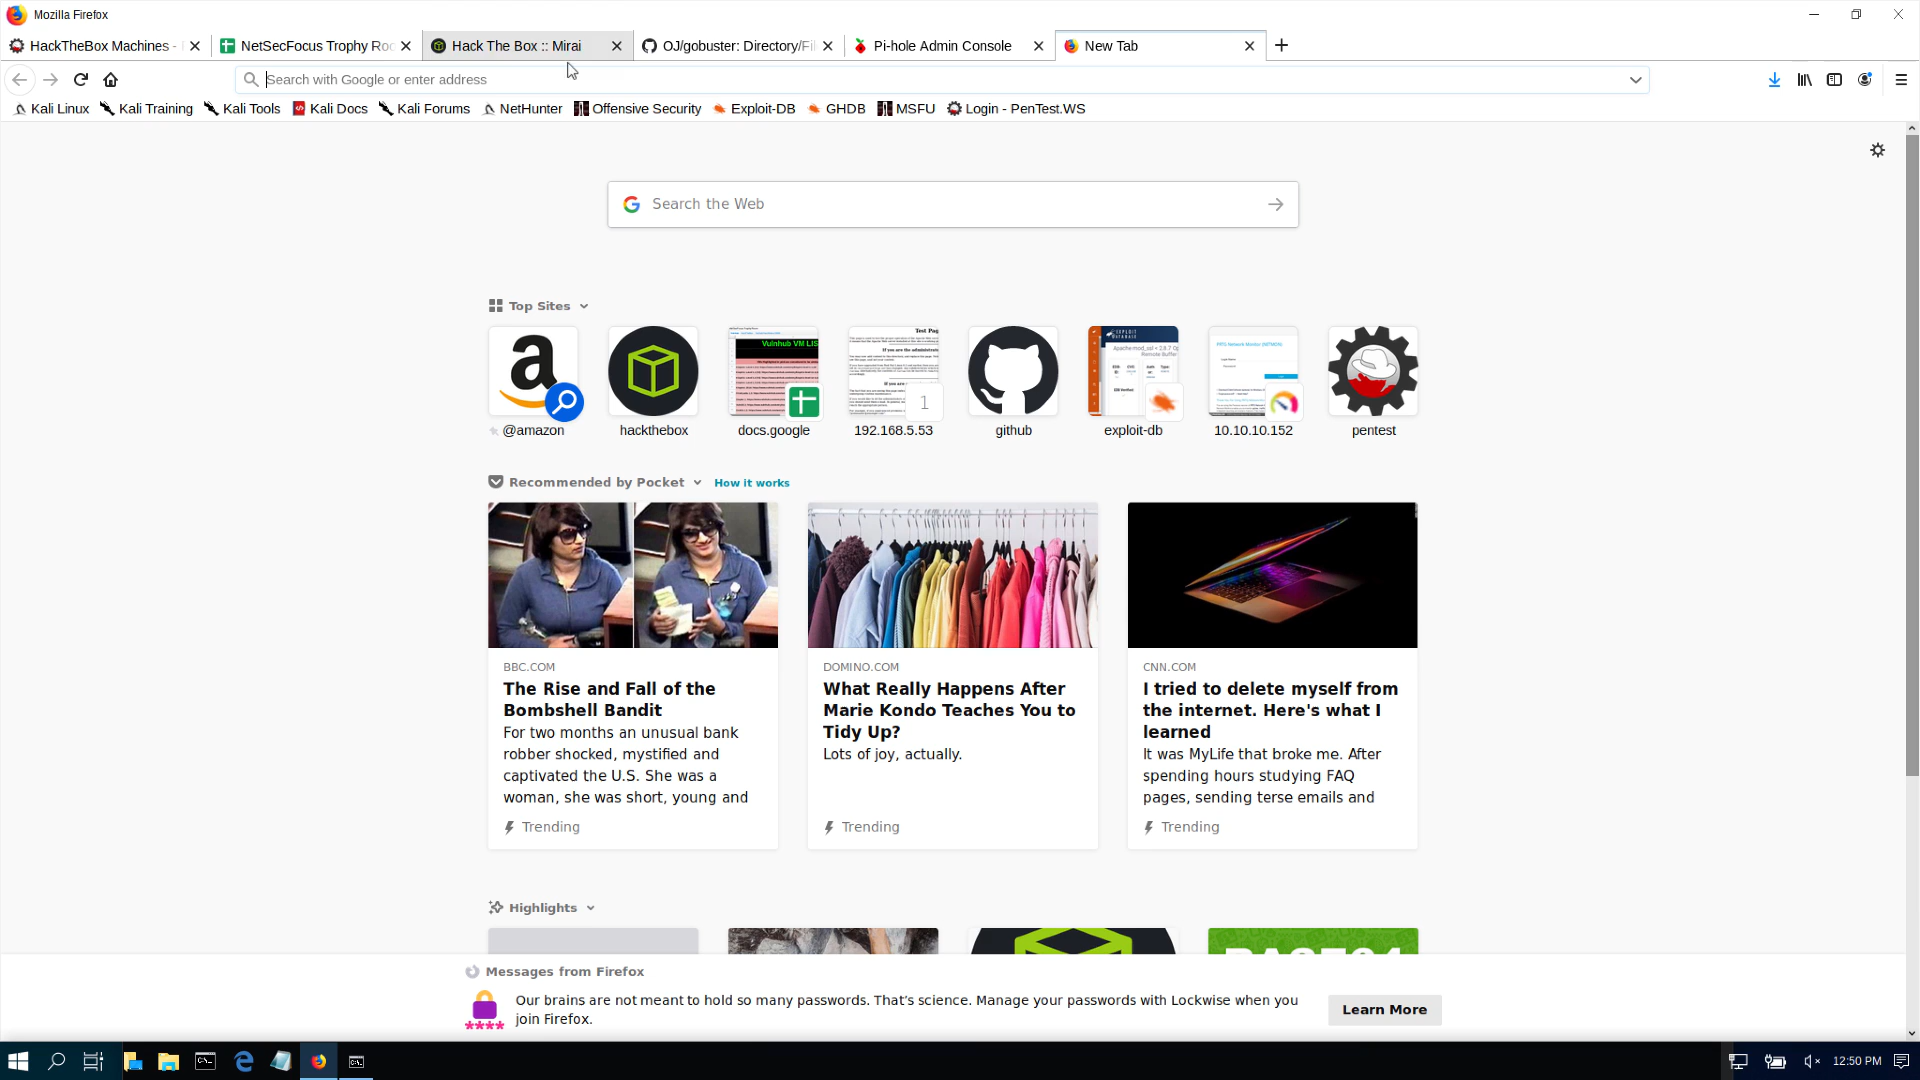 Mozilla Firefox
HackTheBox Machines -
NetSecFocus Trophy Roo
Hack The Box :: Mirai
OJ/gobuster: Directory/Fil
Pi-hole Admin Console
New Tab
Search with Google or enter address
Kali Linux
Kali Training
Kali Tools
Kali Docs
Kali Forums
NetHunter
Offensive Security
Exploit-DB
GHDB
MSFU
Login - PenTest.WS
Search the Web
Top Sites
Vulnhub VM LIS
Test Pag
@amazon
hackthebox
docs.google
1
192.168.5.53
github
exploit-db
10.10.10.152
pentest
Recommended by Pocket
How it works
BBC.COM
The Rise and Fall of the
Bombshell Bandit
For two months an unusual bank
robber shocked, mystified and
captivated the U.S. She was a
woman, she was short, young and
Trending
DOMINO.COM
What Really Happens After
Marie Kondo Teaches You to
Tidy Up?
Lots of joy, actually.
Trending
CNN.COM
I tried to delete myself from
the internet. Here's what I
learned
It was MyLife that broke me. After
spending hours studying FAQ
pages, sending terse emails and
Trending
Highlights
Messages from Firefox
Our brains are not meant to hold so many passwords. That's science. Manage your passwords with Lockwise when you
join Firefox.
****
Learn More
12:50 PM